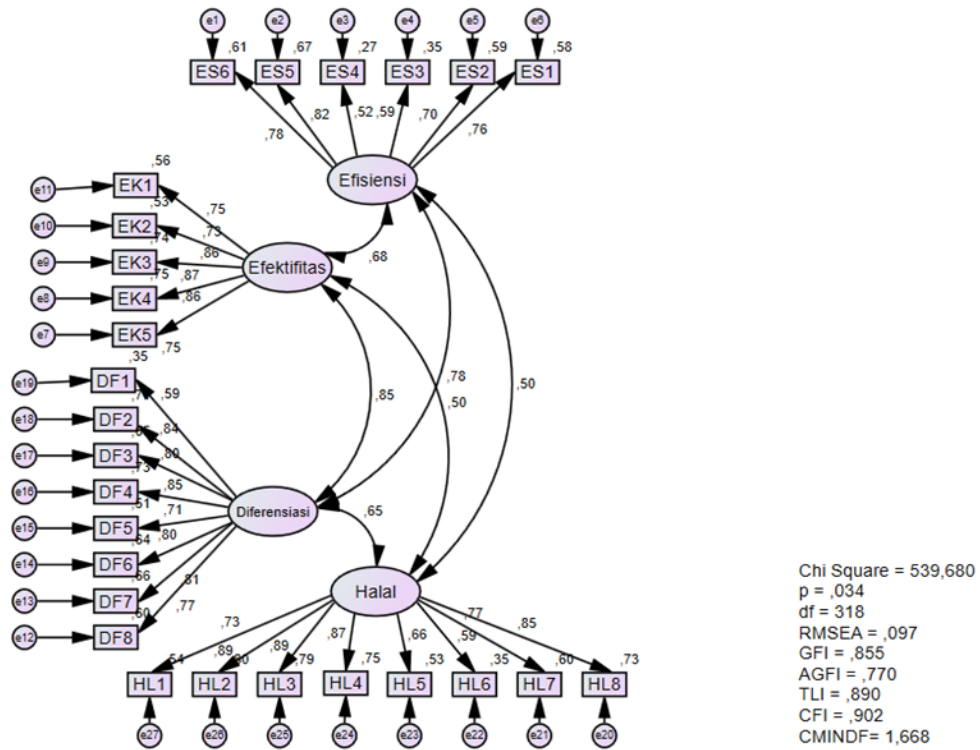 e1 e2 e3 e4 e5 e6
,61 ,67 ,27 ,35 ,59 ,58
ES6 ES5 ES4 ES3 ES2 ES1
,78 ,82 ,52 ,59 ,70 ,76
Efisiensi
,56
e11 EK1 ,75
,53
e10 EK2 ,73
,74
e9 EK3 ,86
,75 ,87
e8 EK4 ,86
e7 EK5 ,75
Efektifitas
,68
,85 ,78 ,50 ,50
,35
e19 DF1 ,59
e18 DF2 ,84
e17 DF3 ,80
,73
e16 DF4 ,85
,51
e15 DF5 ,71
,64 ,80
e14 DF6
,66 ,81
e13 DF7
,60 ,77
e12 DF8
Diferensiasi
,65
Halal
,73 ,89 ,89 ,87 ,66 ,59 ,77 ,85
,54 ,79 ,75 ,53 ,35 ,60 ,73
HL1 HL2 HL3 HL4 HL5 HL6 HL7 HL8
e27 e26 e25 e24 e23 e22 e21 e20
Chi Square = 539,680
p = ,034
df = 318
RMSEA = ,097
GFI = ,855
AGFI = ,770
TLI = ,890
CFI = ,902
CMINDF= 1,668